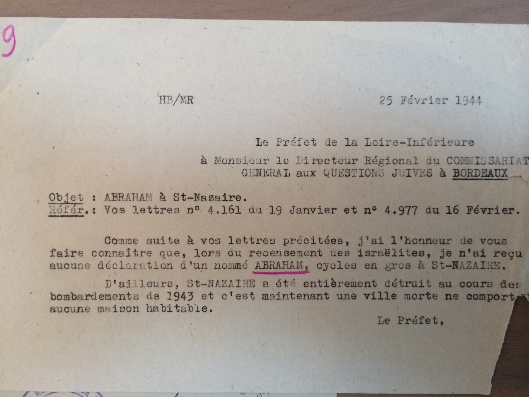 9
HB/MR 25 Février 1944
Le Préfet de la Loire-Inférieure
à Monsieur le Directeur Régional du COMMISSARIAT
GENERAL aux QUESTIONS JUIVES à BORDEAUX
Objet : ABRAHAM à St-Nazaire.
Référ.: Vos lettres n° 4.161 du 19 Janvier et n° 4.977 du 16 Février.
Comme suite à vos lettres précitées, j'ai l'honneur de vous
faire connaître que, lors du recensement des israëlites, je n'ai reçu
aucune déclaration d'un nommé ABRAHAM, cycles en gros à St-NAZAIRE.
D'ailleurs, St-NAZAIRE a été entièrement détruit au cours des
bombardements de 1943 et c'est maintenant une ville morte ne comport
aucune maison habitable.
Le Préfet,